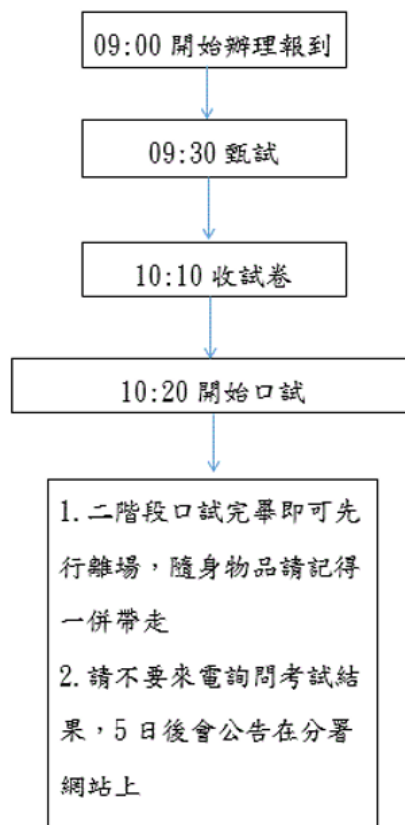 09:00 開始辦理報到
09:30 甄試
10:10 收試卷
10:20 開始口試
1.二階段口試完畢即可先
行離場，隨身物品請記得
一併帶走
2.請不要來電詢問考試結
果，5 日後會公告在分署
網站上